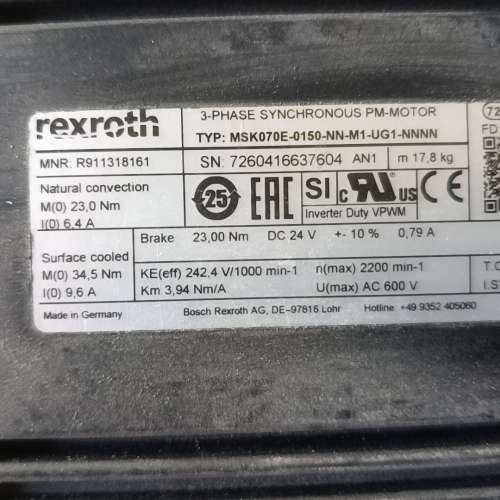 rexroth
3-PHASE SYNCHRONOUS PM-MOTOR
TYP: MSK070E-0150-NN-M1-UG1-NNNN
MNR: R911318161
SN: 7260416637604 AN1
m 17,8 kg
Natural convection
M(0) 23,0 Nm
I(0) 6,4 A
25
EAC
SI
c RU us
CE
Inverter Duty VPWM
Brake 23,00 Nm DC 24 V +- 10 % 0,79 A
Surface cooled
M(0) 34,5 Nm
I(0) 9,6 A
KE(eff) 242,4 V/1000 min-1 n(max) 2200 min-1
Km 3,94 Nm/A U(max) AC 600 V
Made in Germany
Bosch Rexroth AG, DE-97816 Lohr
Hotline +49 9352 405060
FD
T.C
I.ST